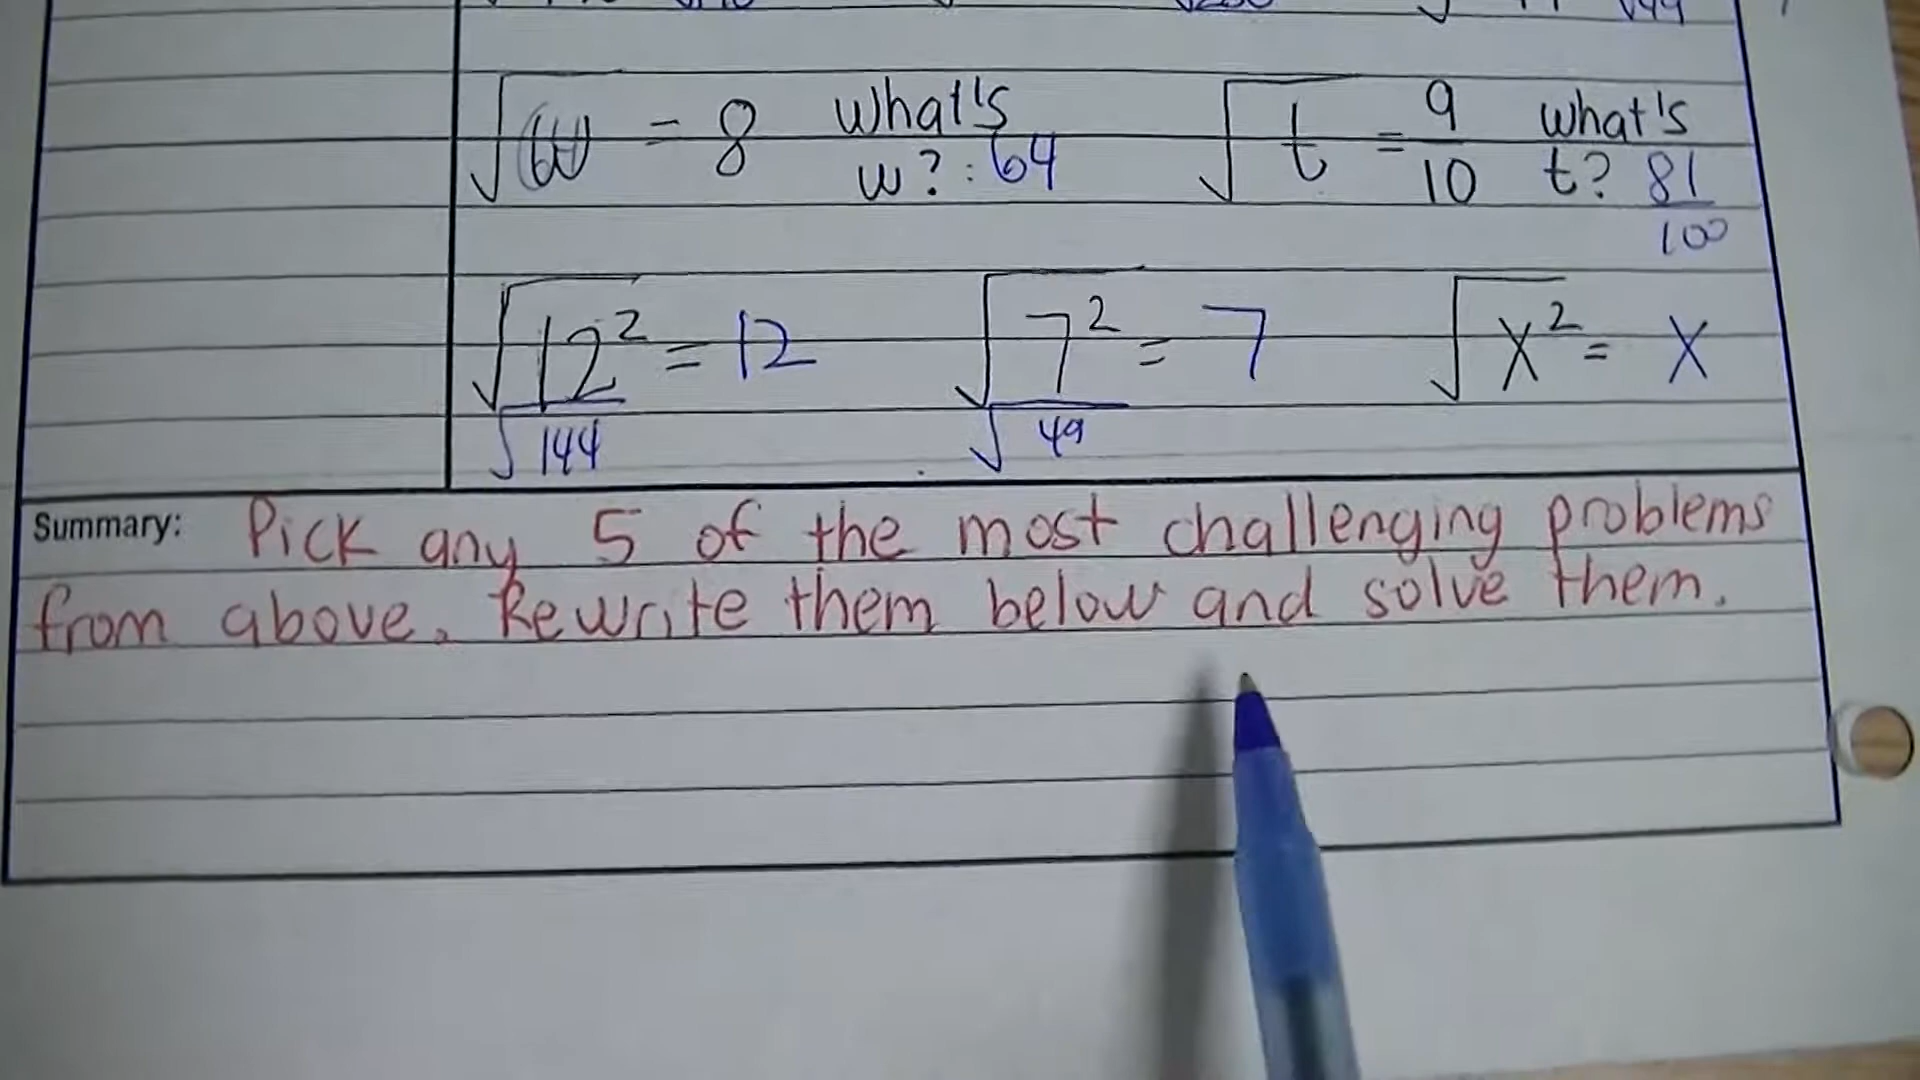 √w = 8 what's √t = 9/10 what's
w? : 64 t? 81/100
√12² = 12 √7² = 7 √x² = x
√144 √49
Summary: Pick any 5 of the most challenging problems
from above. Rewrite them below and solve them.